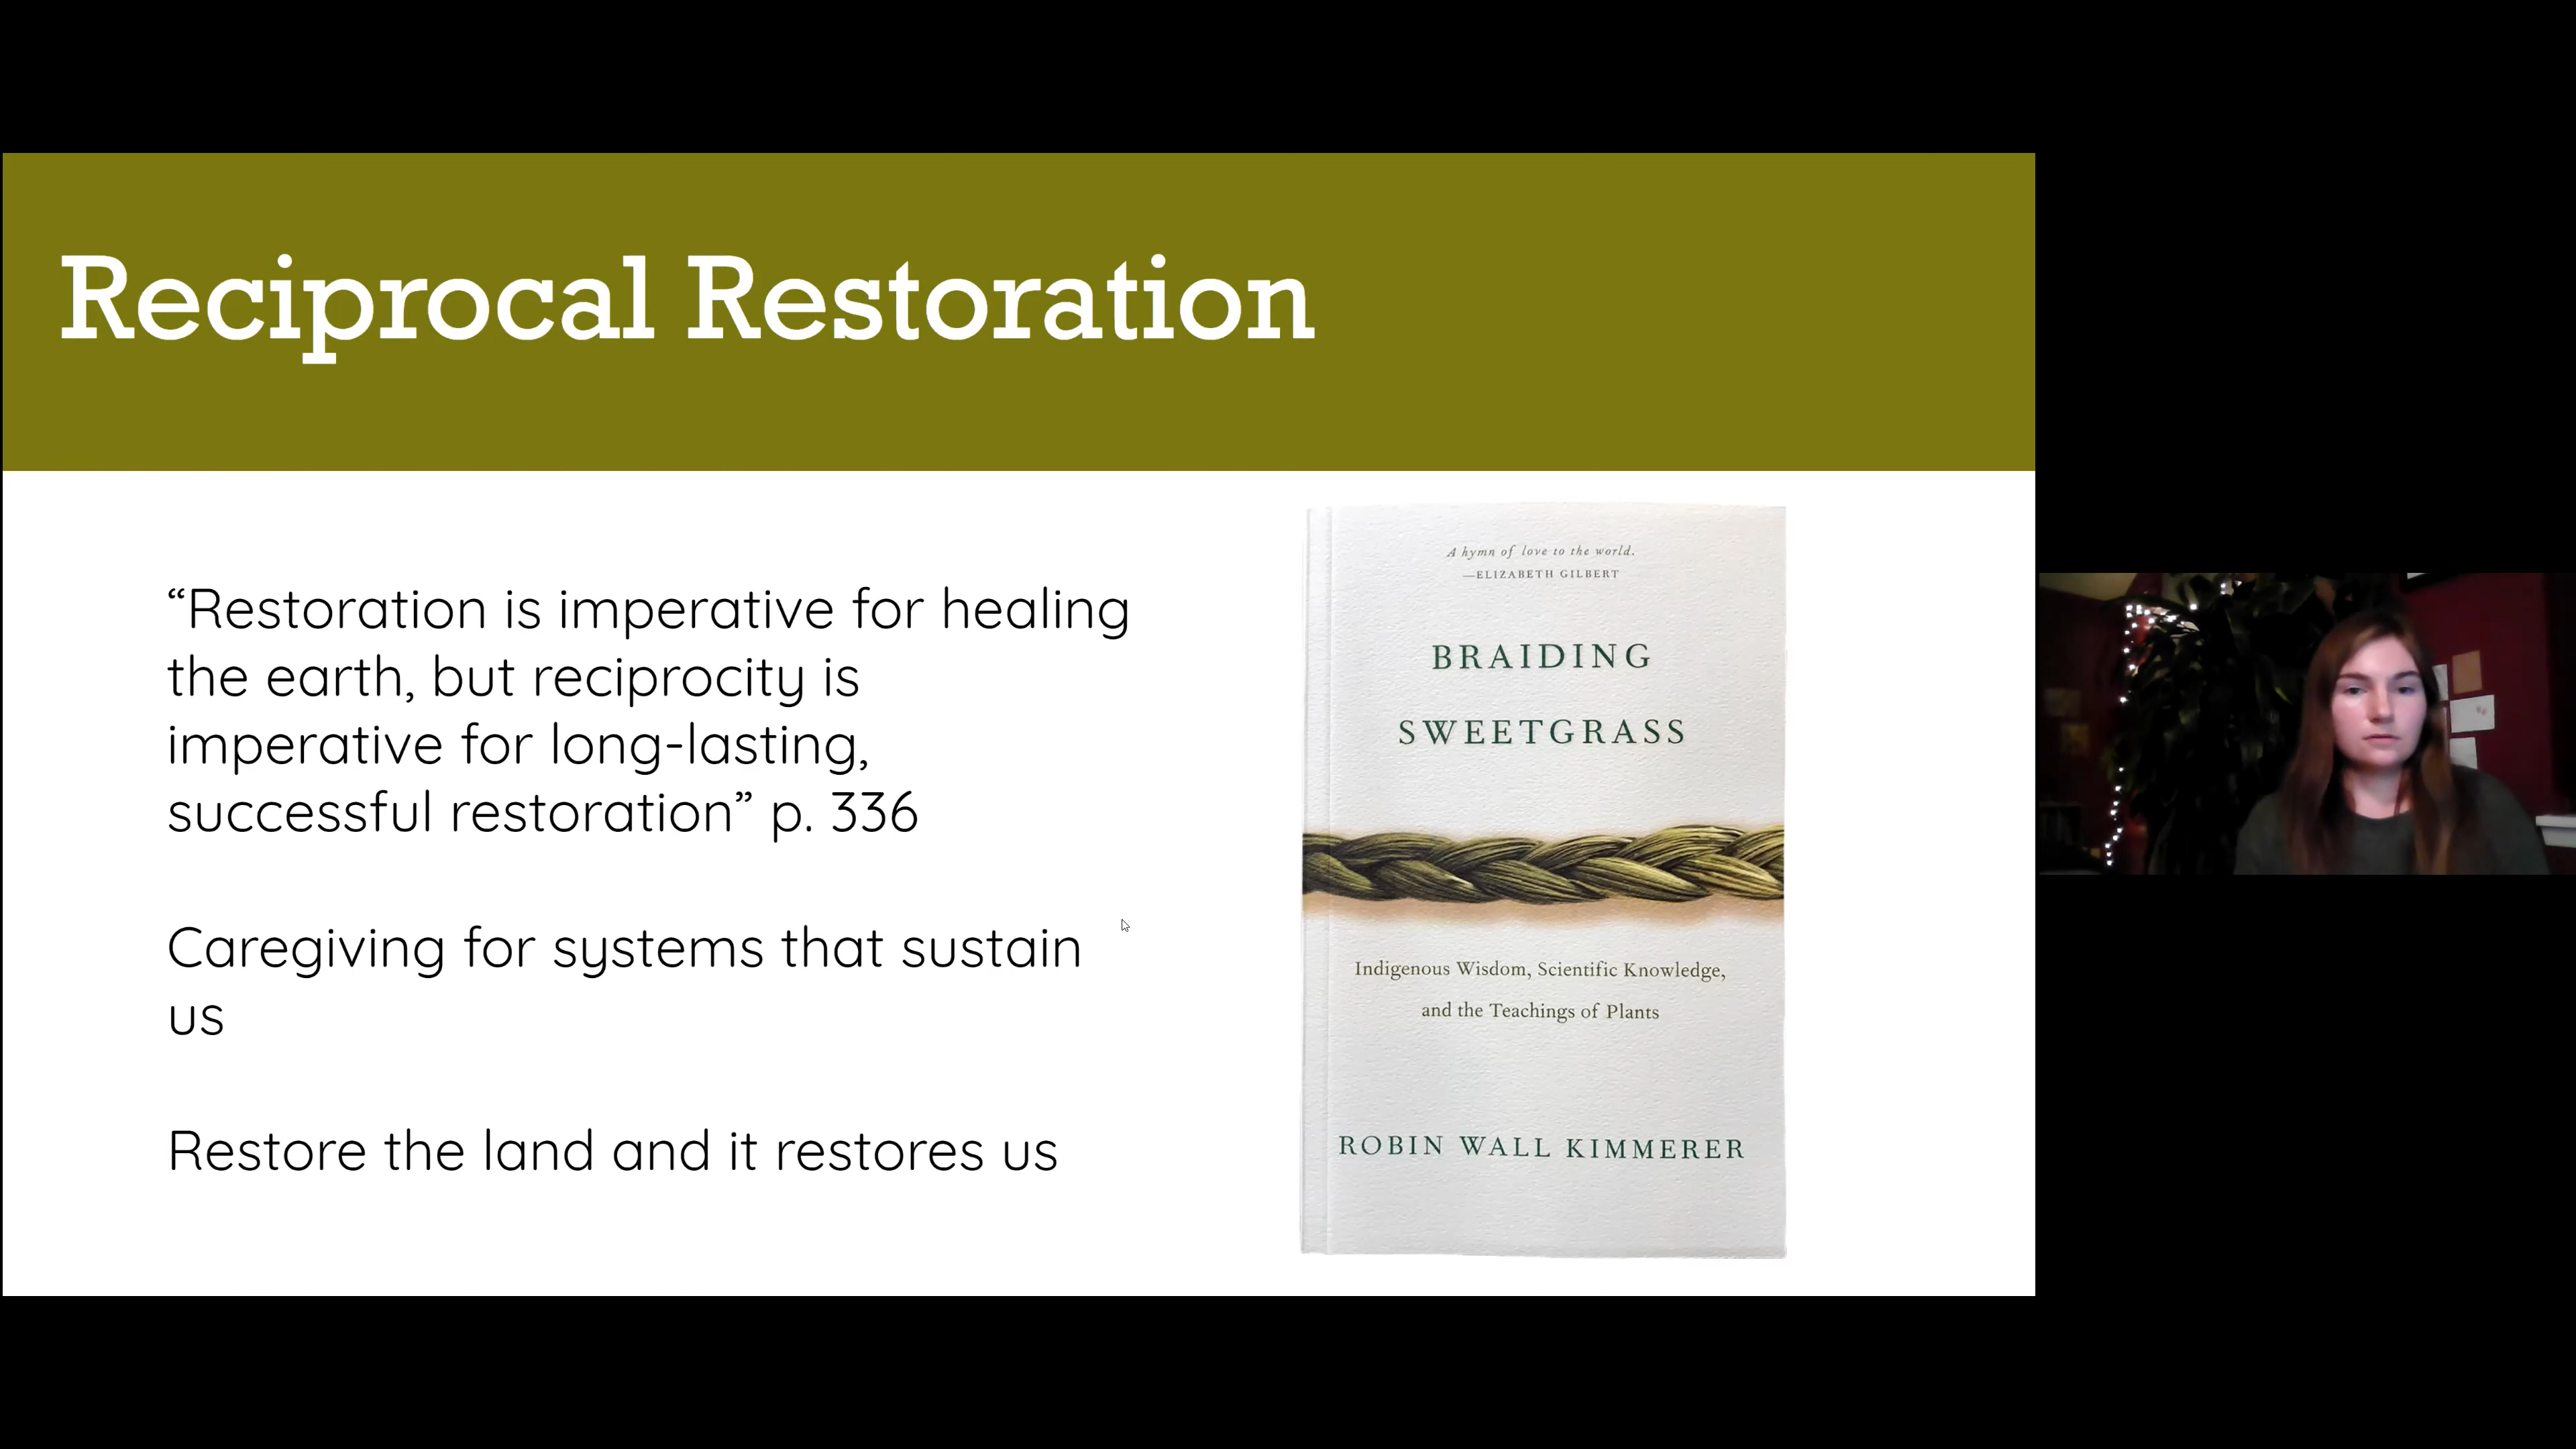 Reciprocal Restoration
“Restoration is imperative for healing
the earth, but reciprocity is
imperative for long-lasting,
successful restoration” p. 336
Caregiving for systems that sustain
us
Restore the land and it restores us
A hymn of love to the world.
—ELIZABETH GILBERT
BRAIDING
SWEETGRASS
Indigenous Wisdom, Scientific Knowledge,
and the Teachings of Plants
ROBIN WALL KIMMERER